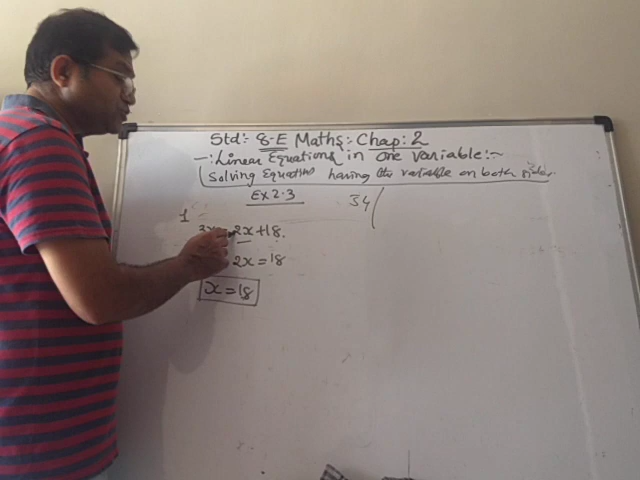 Std:- 8-E Maths:- Chap: 2
-: Linear Equations in One Variable:-
Solving Equations having the variable on both sides.
EX 2.3
34
1
3x = 2x + 18.
2x = 18
x = 18